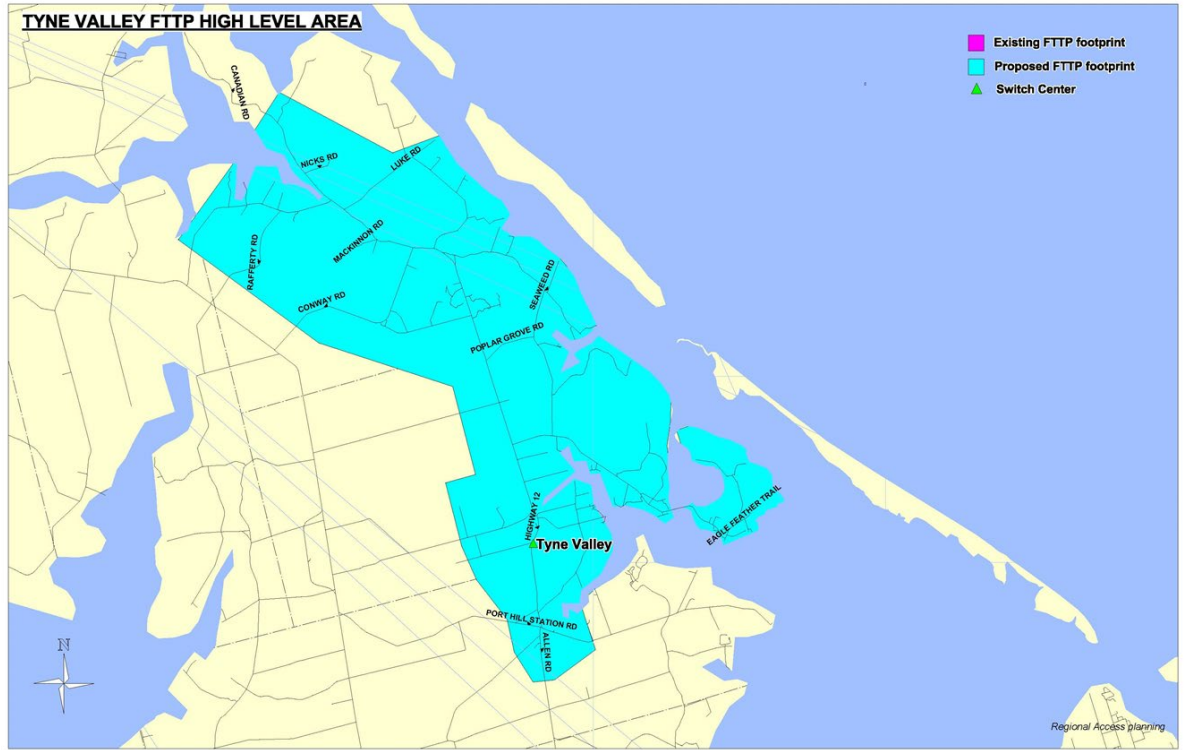 TYNE VALLEY FTTP HIGH LEVEL AREA
Existing FTTP footprint
Proposed FTTP footprint
Switch Center
CANADIAN RD
NICKS RD
LUKE RD
MACKINNON RD
RAFFERTY RD
CONWAY RD
SEAWEED RD
POPLAR GROVE RD
HIGHWAY 12
EAGLE FEATHER TRAIL
Tyne Valley
PORT HILL STATION RD
ALLEN RD
N
Regional Access planning